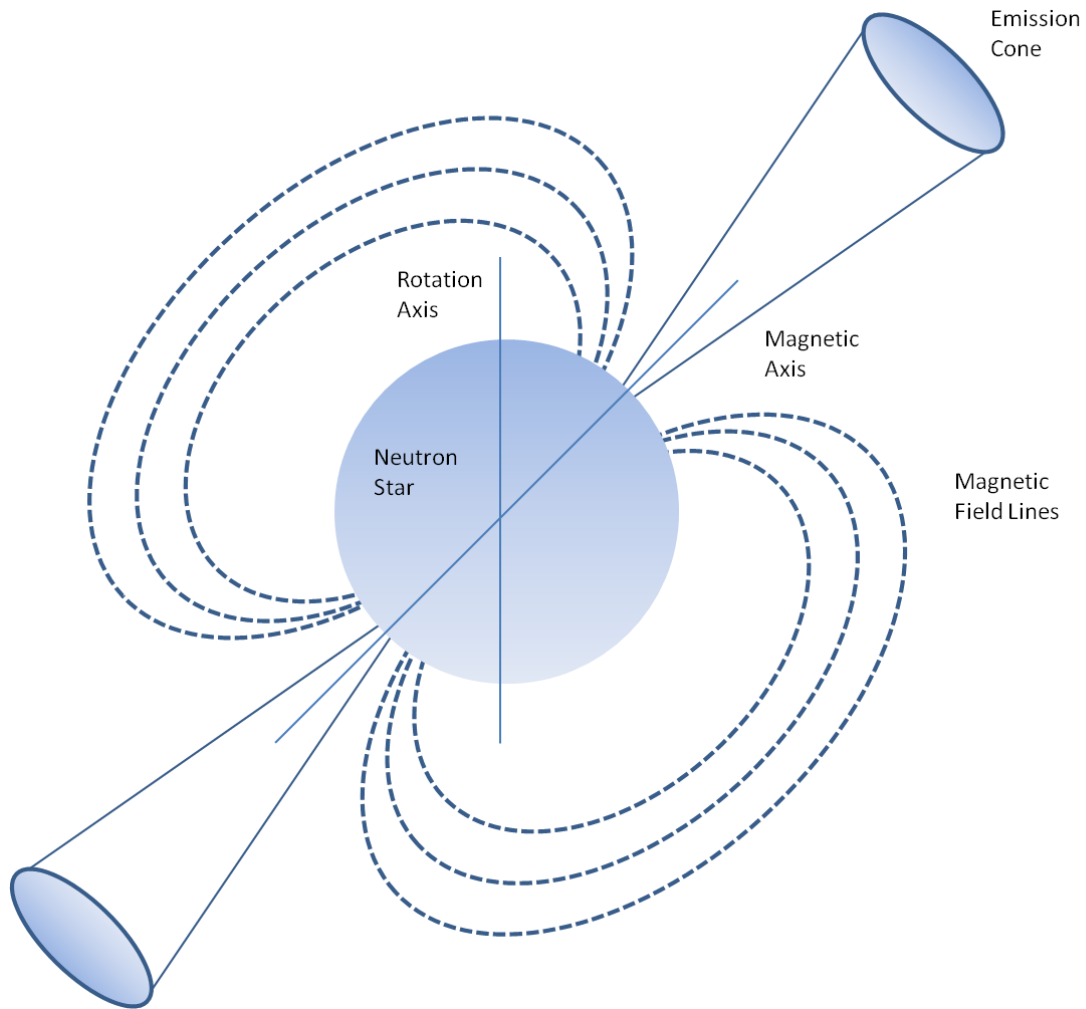 Emission
Cone
Rotation
Axis
Magnetic
Axis
Neutron
Star
Magnetic
Field Lines